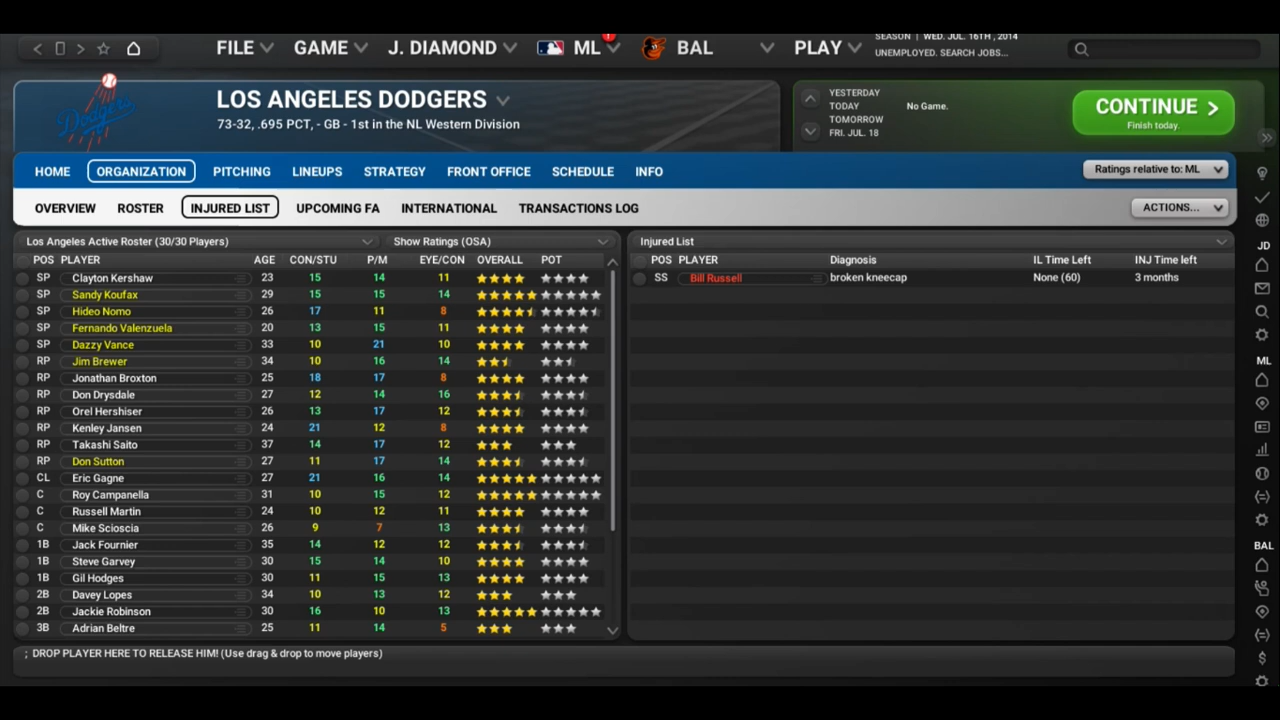 SEASON | WED. JUL. 16TH, 2014
FILE GAME J. DIAMOND ML BAL PLAY
UNEMPLOYED. SEARCH JOBS...
Dodgers
LOS ANGELES DODGERS
73-32, .695 PCT, - GB - 1st in the NL Western Division
YESTERDAY
TODAY No Game.
TOMORROW
FRI. JUL. 18
CONTINUE >
Finish today.
HOME ORGANIZATION PITCHING LINEUPS STRATEGY FRONT OFFICE SCHEDULE INFO Ratings relative to: ML
OVERVIEW ROSTER INJURED LIST UPCOMING FA INTERNATIONAL TRANSACTIONS LOG ACTIONS...
Los Angeles Active Roster (30/30 Players) Show Ratings (OSA)
POS PLAYER AGE CON/STU P/M EYE/CON OVERALL POT
SP Clayton Kershaw 23 15 14 11
SP Sandy Koufax 29 15 15 14
SP Hideo Nomo 26 17 11 8
SP Fernando Valenzuela 20 13 15 11
SP Dazzy Vance 33 10 21 10
RP Jim Brewer 34 10 16 14
RP Jonathan Broxton 25 18 17 8
RP Don Drysdale 27 12 14 16
RP Orel Hershiser 26 13 17 12
RP Kenley Jansen 24 21 12 8
RP Takashi Saito 37 14 17 12
RP Don Sutton 27 11 17 14
CL Eric Gagne 27 21 16 14
C Roy Campanella 31 10 15 12
C Russell Martin 24 10 12 11
C Mike Scioscia 26 9 7 13
1B Jack Fournier 35 14 12 12
1B Steve Garvey 30 15 14 10
1B Gil Hodges 30 11 15 13
2B Davey Lopes 34 10 13 12
2B Jackie Robinson 30 16 10 13
3B Adrian Beltre 25 11 14 5
Injured List
POS PLAYER Diagnosis IL Time Left INJ Time left
SS Bill Russell broken kneecap None (60) 3 months
; DROP PLAYER HERE TO RELEASE HIM! (Use drag & drop to move players)
JD
ML
BAL